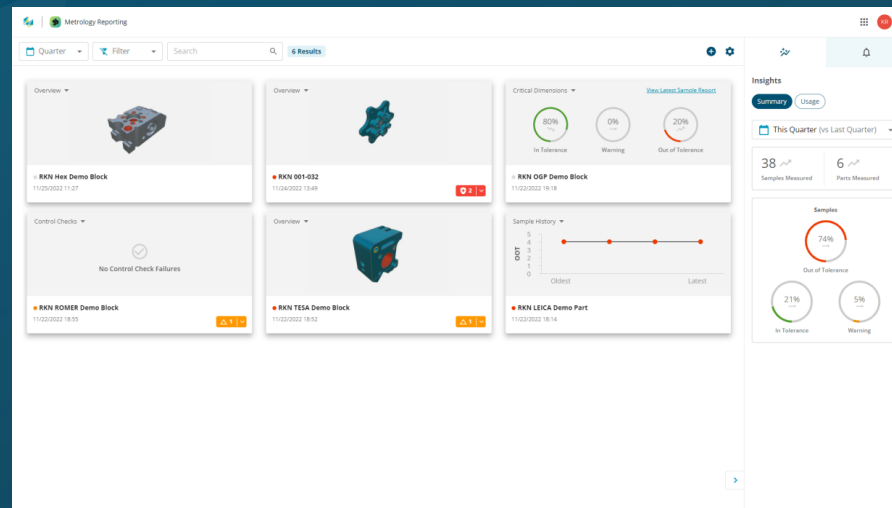 Metrology Reporting
KR
Quarter
Filter
Search
6 Results
Overview
RKN Hex Demo Block
11/25/2022 11:27
Overview
RKN 001-032
11/24/2022 13:49
2
Critical Dimensions
View Latest Sample Report
80%
In Tolerance
0%
Warning
20%
Out of Tolerance
RKN OGP Demo Block
11/22/2022 19:18
Control Checks
No Control Check Failures
RKN ROMER Demo Block
11/22/2022 18:55
1
Overview
RKN TESA Demo Block
11/22/2022 18:52
1
Sample History
OOT
5
4
3
2
1
0
Oldest
Latest
RKN LEICA Demo Part
11/22/2022 18:14
Insights
Summary
Usage
This Quarter (vs Last Quarter)
38
Samples Measured
6
Parts Measured
Samples
74%
Out of Tolerance
21%
In Tolerance
5%
Warning